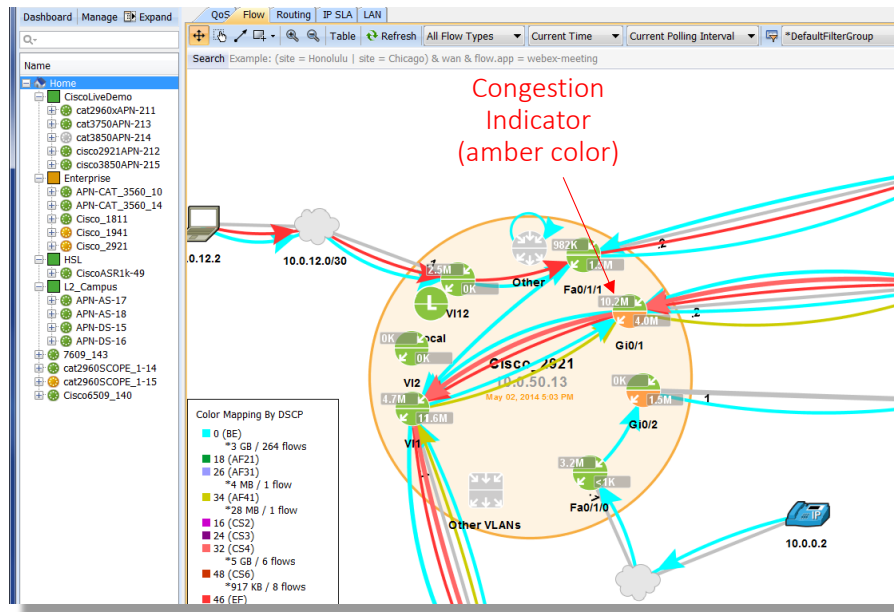 Dashboard Manage Expand
QoS Flow Routing IP SLA LAN
Table Refresh All Flow Types Current Time Current Polling Interval *DefaultFilterGroup
Search Example: (site = Honolulu | site = Chicago) & wan & flow.app = webex-meeting
Name
Home
CiscoLiveDemo
cat2960xAPN-211
cat3750APN-213
cat3850APN-214
cisco2921APN-212
cisco3850APN-215
Enterprise
APN-CAT_3560_10
APN-CAT_3560_14
Cisco_1811
Cisco_1941
Cisco_2921
HSL
CiscoASR1k-49
L2_Campus
APN-AS-17
APN-AS-18
APN-DS-15
APN-DS-16
7609_143
cat2960SCOPE_1-14
cat2960SCOPE_1-15
Cisco6509_140
Congestion
Indicator
(amber color)
.0.12.2
10.0.12.0/30
.2
982K
Other
Fa0/1/1
2.5M
0K
L
Vl12
10.2M
4.0M
.2
Gi0/1
0K
ocal
0K
Vl2
Cisco_2921
10.0.50.13
May 02, 2014 5:03 PM
0K
1.5M
.1
Gi0/2
4.7M
11.6M
Vl1
3.2M
<1K
Fa0/1/0
Other VLANs
IP
10.0.0.2
Color Mapping By DSCP
0 (BE)
*3 GB / 264 flows
18 (AF21)
26 (AF31)
*4 MB / 1 flow
34 (AF41)
*28 MB / 1 flow
16 (CS2)
24 (CS3)
32 (CS4)
*5 GB / 6 flows
48 (CS6)
*917 KB / 8 flows
46 (EF)